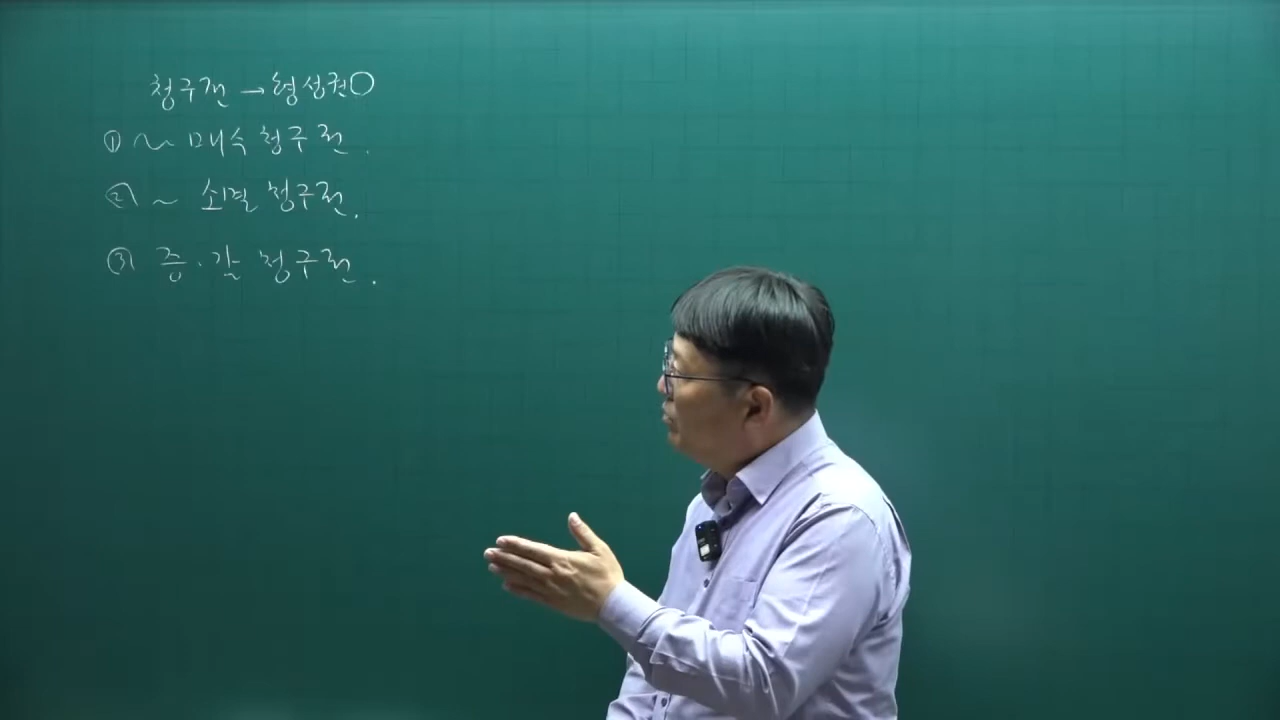 청구권 → 형성권○
① ~ 매수청구권.
② ~ 소멸청구권.
③ 증·감 청구권.